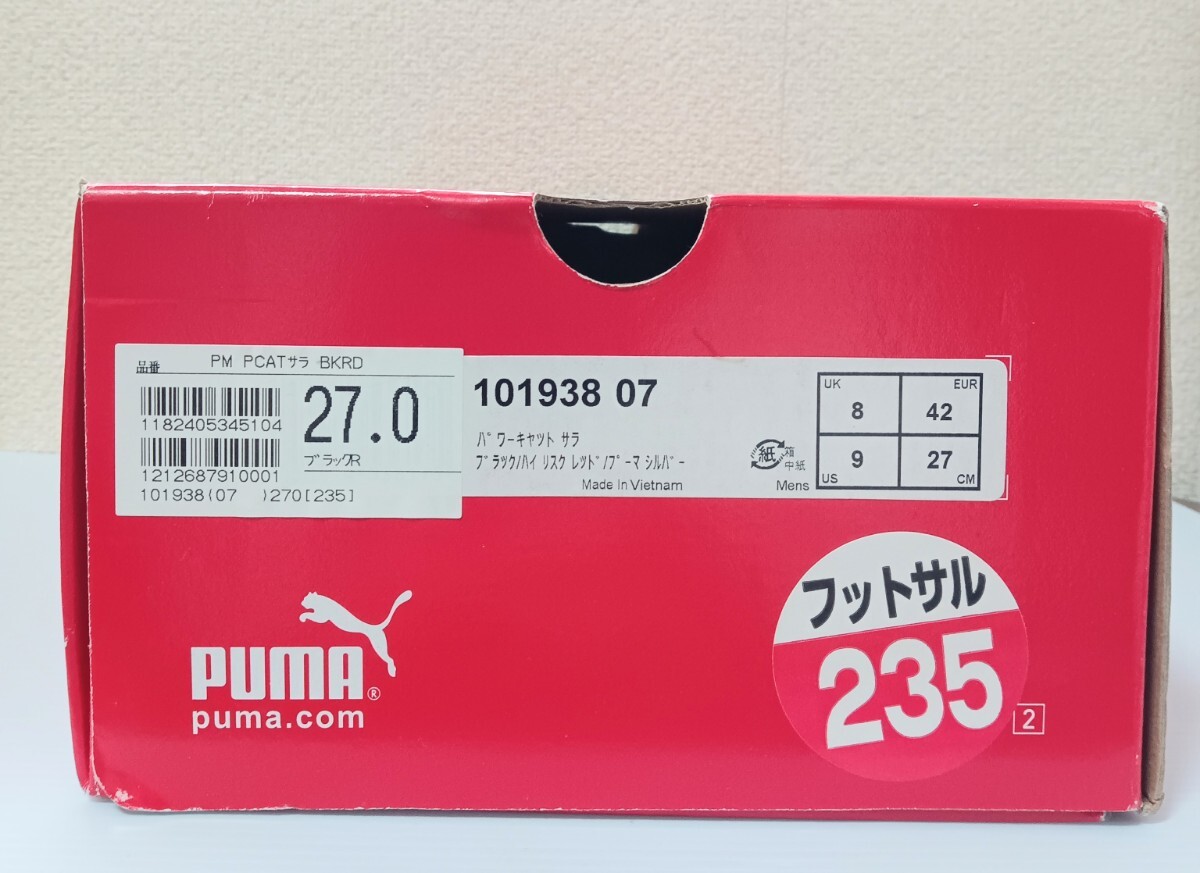 品番 PM PCATサラ BKRD
1182405345104
27.0
ブラックR
1212687910001
101938(07 )270[235]
101938 07
ﾊﾟﾜｰｷｬｯﾄ ｻﾗ
ﾌﾞﾗｯｸ/ﾊｲ ﾘｽｸ ﾚｯﾄﾞ/ﾌﾟｰﾏ ｼﾙﾊﾞｰ
Made In Vietnam
紙 箱
中紙
Mens
UK 8
EUR 42
US 9
CM 27
フットサル
235
PUMA®
puma.com
2